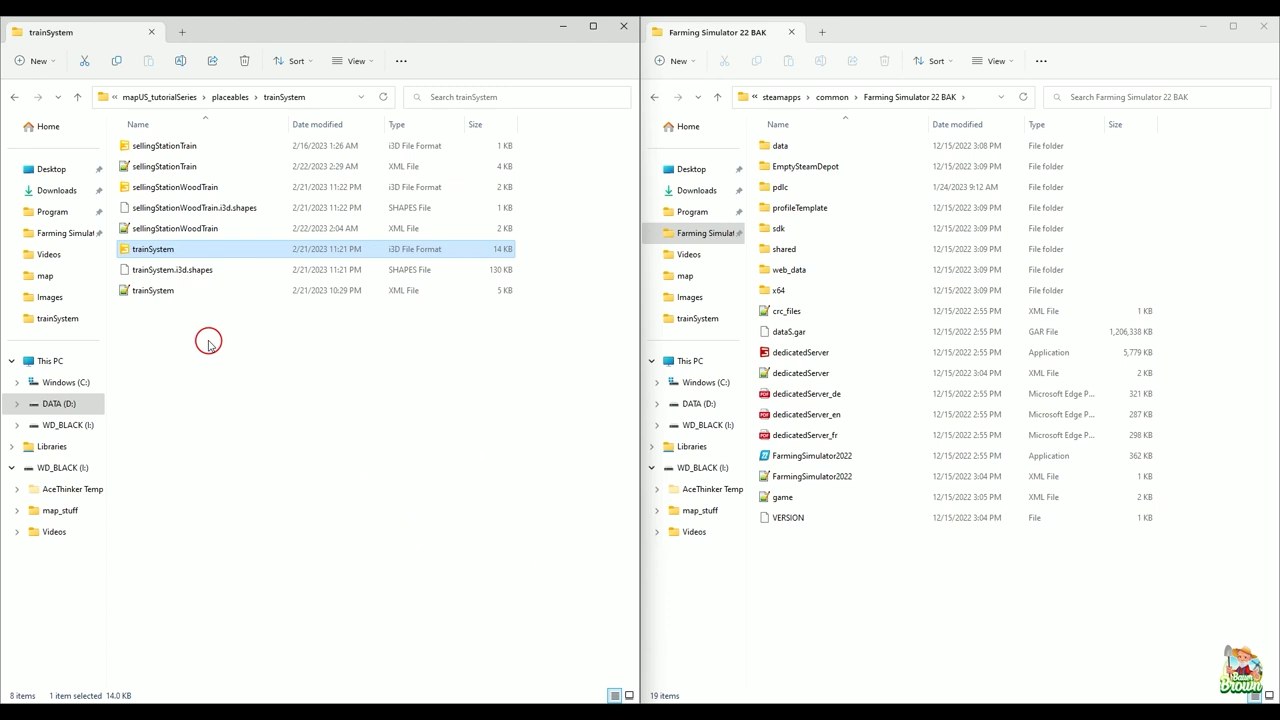 trainSystem
New
Sort
View
mapUS_tutorialSeries > placeables > trainSystem
Search trainSystem
Home
Desktop
Downloads
Program
Farming Simulat
Videos
map
Images
trainSystem
This PC
Windows (C:)
DATA (D:)
WD_BLACK (I:)
Libraries
WD_BLACK (I:)
AceThinker Temp
map_stuff
Videos
Name Date modified Type Size
sellingStationTrain 2/16/2023 1:26 AM i3D File Format 1 KB
sellingStationTrain 2/22/2023 2:29 AM XML File 4 KB
sellingStationWoodTrain 2/21/2023 11:22 PM i3D File Format 2 KB
sellingStationWoodTrain.i3d.shapes 2/21/2023 11:22 PM SHAPES File 1 KB
sellingStationWoodTrain 2/22/2023 2:04 AM XML File 2 KB
trainSystem 2/21/2023 11:21 PM i3D File Format 14 KB
trainSystem.i3d.shapes 2/21/2023 11:21 PM SHAPES File 130 KB
trainSystem 2/21/2023 10:29 PM XML File 5 KB
8 items 1 item selected 14.0 KB
Farming Simulator 22 BAK
New
Sort
View
steamapps > common > Farming Simulator 22 BAK >
Search Farming Simulator 22 BAK
Home
Desktop
Downloads
Program
Farming Simulat
Videos
map
Images
trainSystem
This PC
Windows (C:)
DATA (D:)
WD_BLACK (I:)
Libraries
WD_BLACK (I:)
AceThinker Temp
map_stuff
Videos
Name Date modified Type Size
data 12/15/2022 3:08 PM File folder
EmptySteamDepot 12/15/2022 3:09 PM File folder
pdlc 1/24/2023 9:12 AM File folder
profileTemplate 12/15/2022 3:09 PM File folder
sdk 12/15/2022 3:09 PM File folder
shared 12/15/2022 3:09 PM File folder
web_data 12/15/2022 3:09 PM File folder
x64 12/15/2022 3:09 PM File folder
crc_files 12/15/2022 2:55 PM XML File 1 KB
dataS.gar 12/15/2022 2:55 PM GAR File 1,206,338 KB
dedicatedServer 12/15/2022 2:55 PM Application 5,779 KB
dedicatedServer 12/15/2022 3:04 PM XML File 2 KB
dedicatedServer_de 12/15/2022 2:55 PM Microsoft Edge P... 321 KB
dedicatedServer_en 12/15/2022 2:55 PM Microsoft Edge P... 287 KB
dedicatedServer_fr 12/15/2022 2:55 PM Microsoft Edge P... 298 KB
FarmingSimulator2022 12/15/2022 2:55 PM Application 362 KB
FarmingSimulator2022 12/15/2022 2:55 PM XML File 1 KB
game 12/15/2022 3:05 PM XML File 2 KB
VERSION 12/15/2022 3:04 PM File 1 KB
19 items
Bawn
Brown